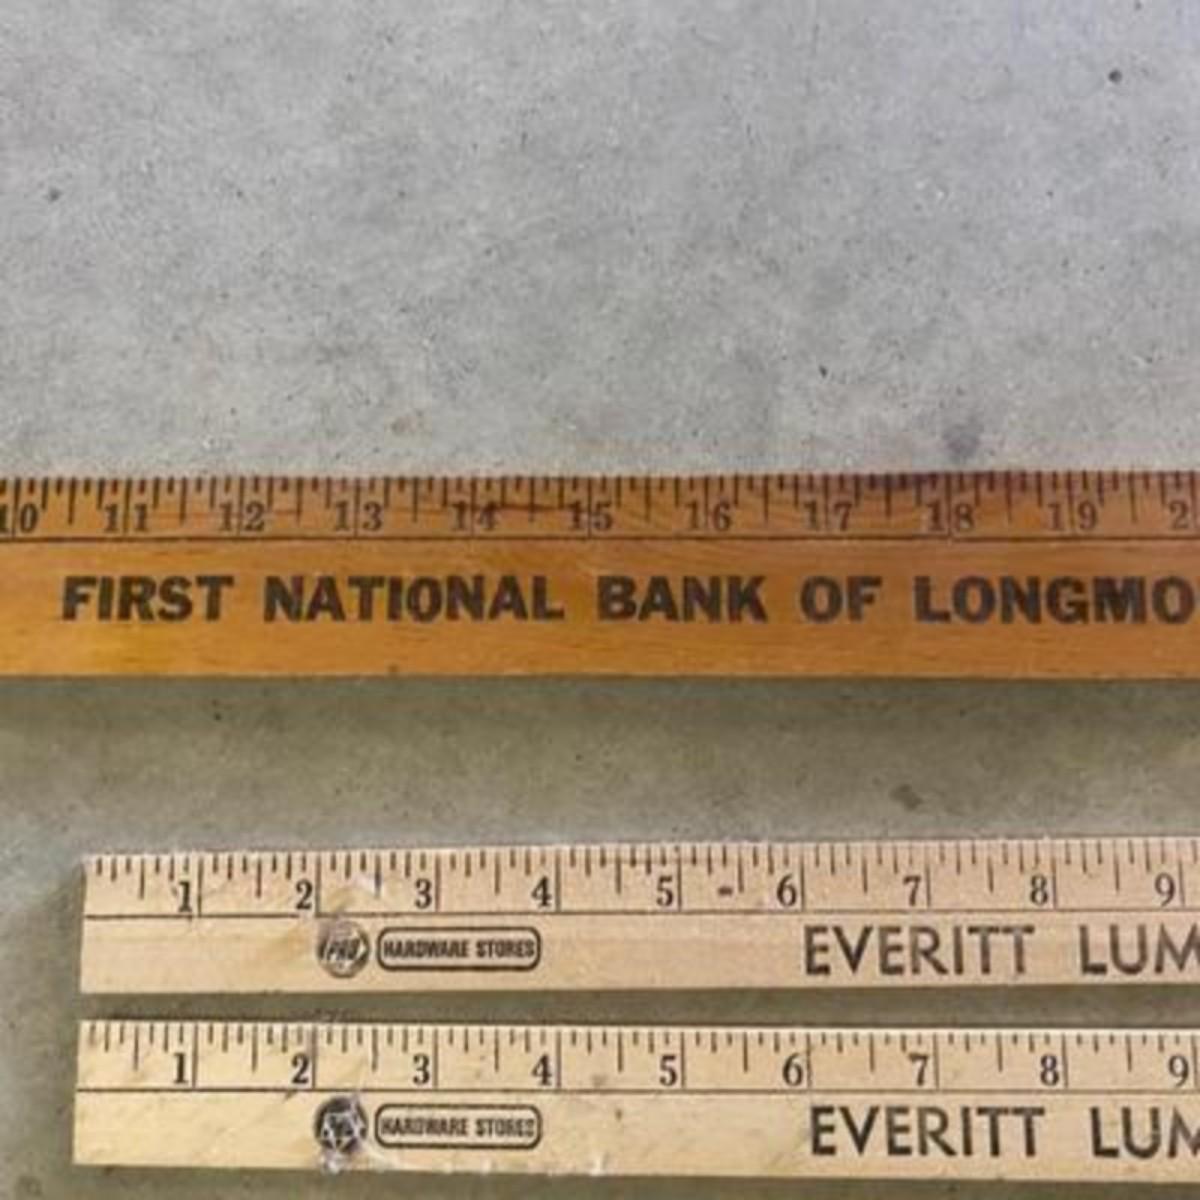 10 11 12 13 14 15 16 17 18 19 2
FIRST NATIONAL BANK OF LONGMO
1 2 3 4 5 6 7 8 9
PRO HARDWARE STORES EVERITT LUM
1 2 3 4 5 6 7 8 9
HARDWARE STORES EVERITT LUM